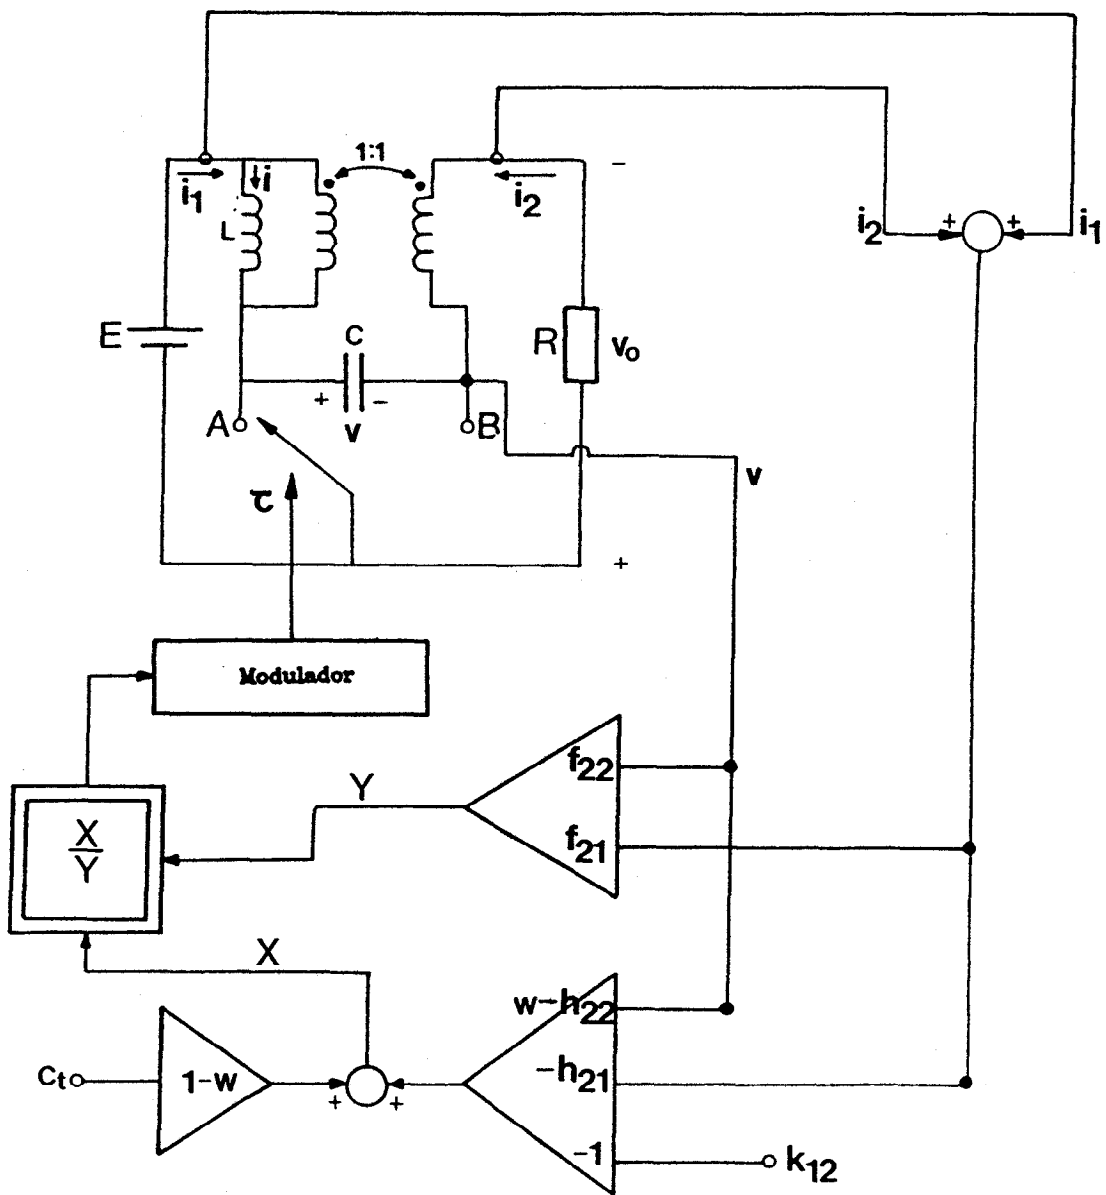 1:1
i1
i
i2
−
L
i2
+
+
i1
E
C
R
vo
+
−
v
A
B
v
τ
+
Modulador
f22
Y
X
Y
f21
X
w−h22
Ct
1−w
−h21
+
+
−1
k12